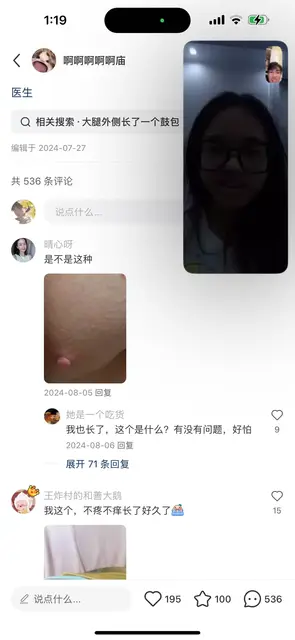 1:19
啊啊啊啊啊庙
医生
相关搜索·大腿外侧长了一个鼓包
编辑于 2024-07-27
共 536 条评论
说点什么...
晴心呀
是不是这种
2024-08-05 回复
她是一个吃货
我也长了，这个是什么？有没有问题，好怕
9
2024-08-06 回复
展开 71 条回复
王炸村的和善大鹅
我这个，不疼不痒长了好久了
15
说点什么...
195
100
536